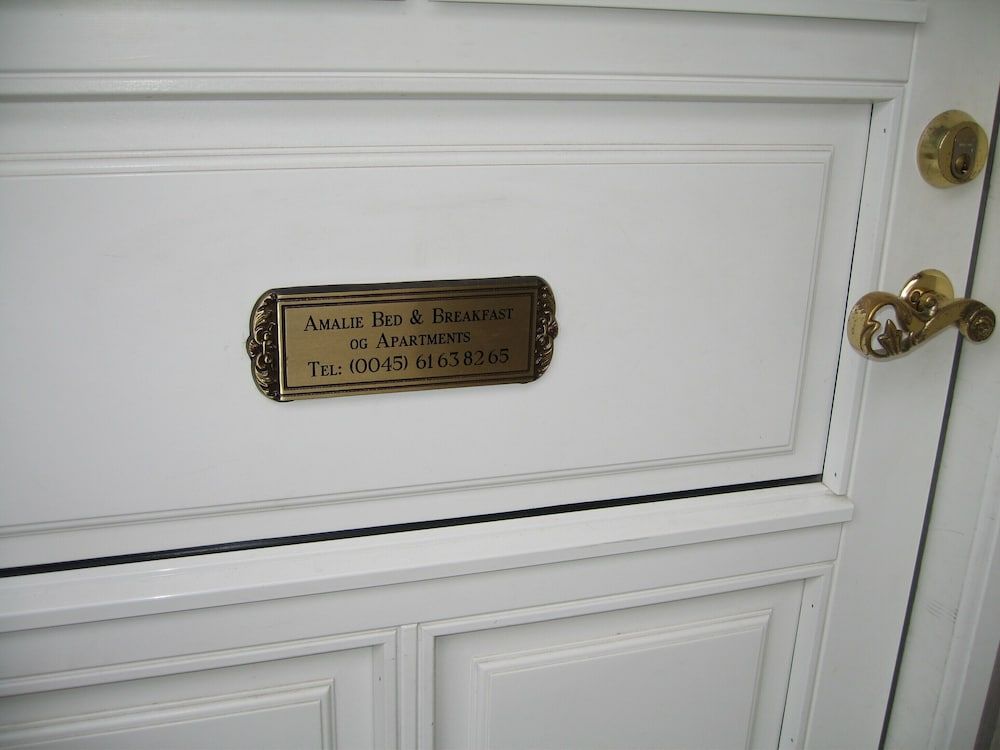 Amalie Bed & Breakfast
og Apartments
Tel: (0045) 61 63 82 65